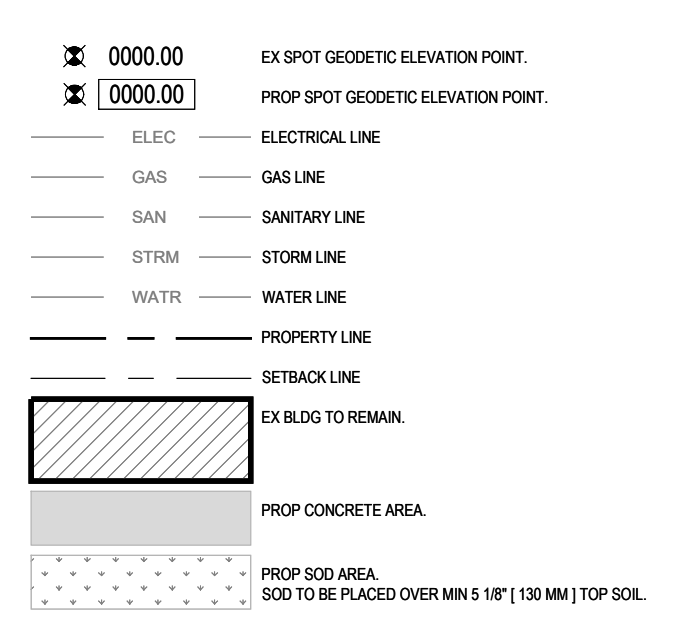 0000.00 EX SPOT GEODETIC ELEVATION POINT.
0000.00 PROP SPOT GEODETIC ELEVATION POINT.
ELEC ELECTRICAL LINE
GAS GAS LINE
SAN SANITARY LINE
STRM STORM LINE
WATR WATER LINE
PROPERTY LINE
SETBACK LINE
EX BLDG TO REMAIN.
PROP CONCRETE AREA.
PROP SOD AREA.
SOD TO BE PLACED OVER MIN 5 1/8" [ 130 MM ] TOP SOIL.